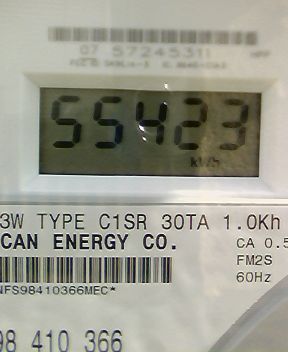 07 57245311
55423
kWh
3W TYPE C1SR 30TA 1.0Kh
CAN ENERGY CO.
CA 0.5
FM2S
60Hz
NFS98410366MEC*
98 410 366